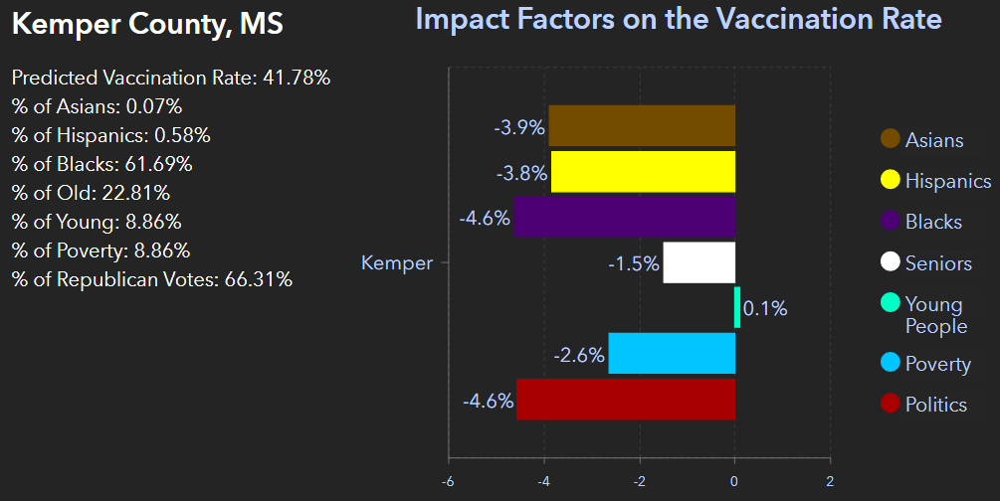 Kemper County, MS
Predicted Vaccination Rate: 41.78%
% of Asians: 0.07%
% of Hispanics: 0.58%
% of Blacks: 61.69%
% of Old: 22.81%
% of Young: 8.86%
% of Poverty: 8.86%
% of Republican Votes: 66.31%
Impact Factors on the Vaccination Rate
-3.9%
-3.8%
-4.6%
Kemper
-1.5%
0.1%
-2.6%
-4.6%
-6 -4 -2 0 2
Asians
Hispanics
Blacks
Seniors
Young
People
Poverty
Politics